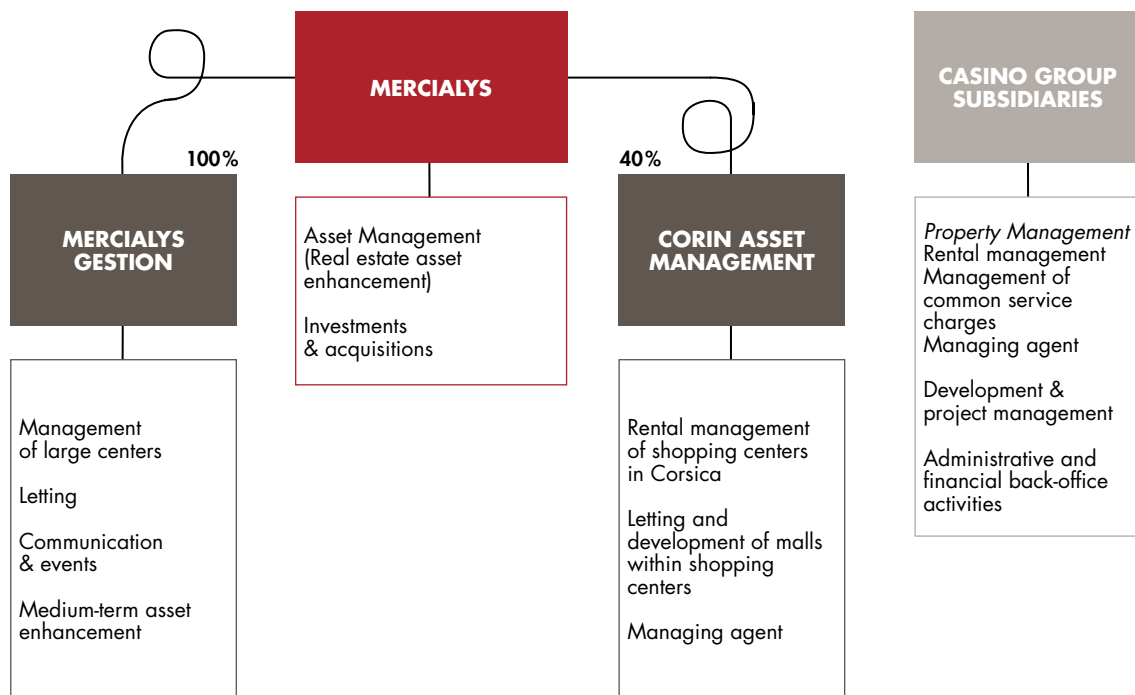 MERCIALYS
Asset Management
(Real estate asset
enhancement)
Investments
& acquisitions
100%
MERCIALYS
GESTION
Management
of large centers
Letting
Communication
& events
Medium-term asset
enhancement
40%
CORIN ASSET
MANAGEMENT
Rental management
of shopping centers
in Corsica
Letting and
development of malls
within shopping
centers
Managing agent
CASINO GROUP
SUBSIDIARIES
Property Management
Rental management
Management of
common service
charges
Managing agent
Development &
project management
Administrative and
financial back-office
activities